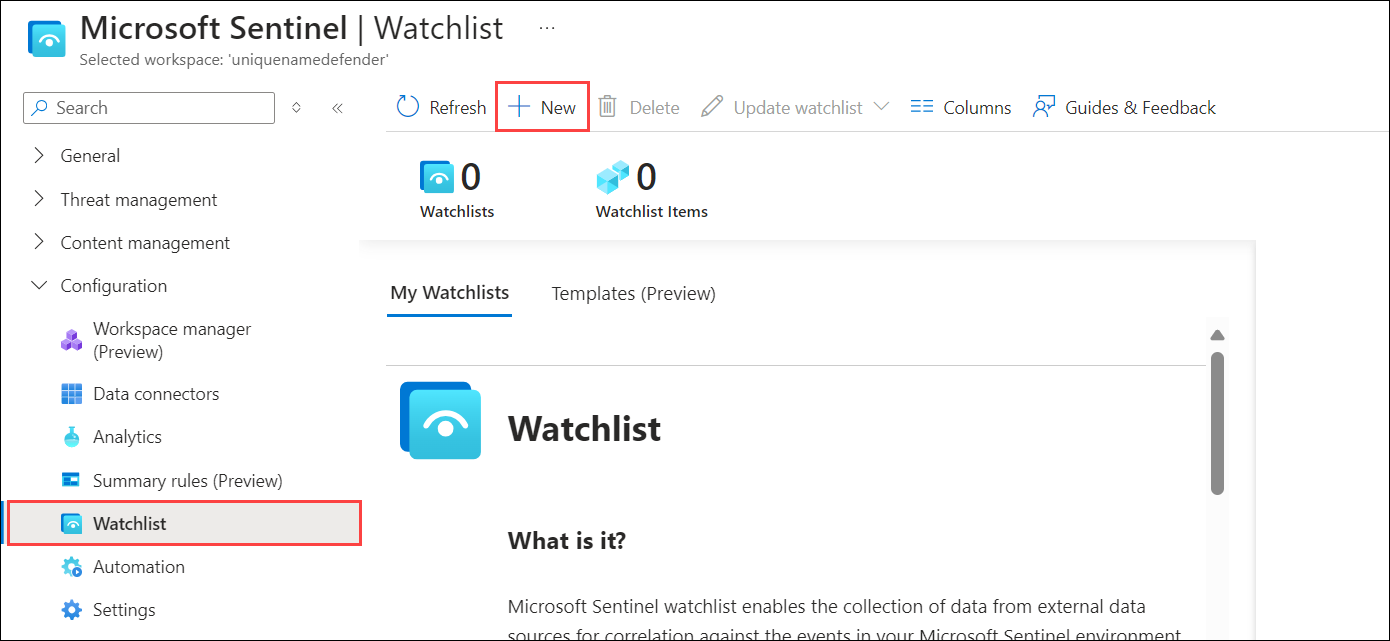 Microsoft Sentinel | Watchlist ...
Selected workspace: 'uniquenamedefender'
Search
Refresh
New
Delete
Update watchlist
Columns
Guides & Feedback
General
Threat management
Content management
Configuration
Workspace manager
(Preview)
Data connectors
Analytics
Summary rules (Preview)
Watchlist
Automation
Settings
0
Watchlists
0
Watchlist Items
My Watchlists
Templates (Preview)
Watchlist
What is it?
Microsoft Sentinel watchlist enables the collection of data from external data
sources for correlation against the events in your Microsoft Sentinel environment